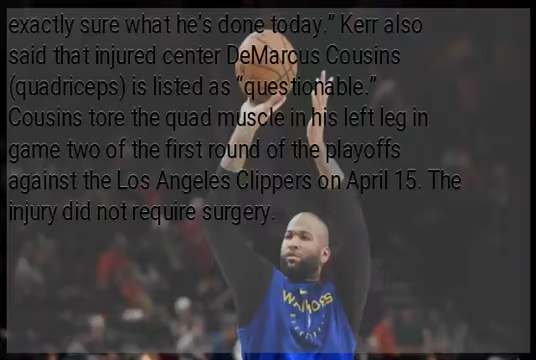 exactly sure what he's done today.” Kerr also
said that injured center DeMarcus Cousins
(quadriceps) is listed as “questionable.”
Cousins tore the quad muscle in his left leg in
game two of the first round of the playoffs
against the Los Angeles Clippers on April 15. The
injury did not require surgery.
WARRIORS